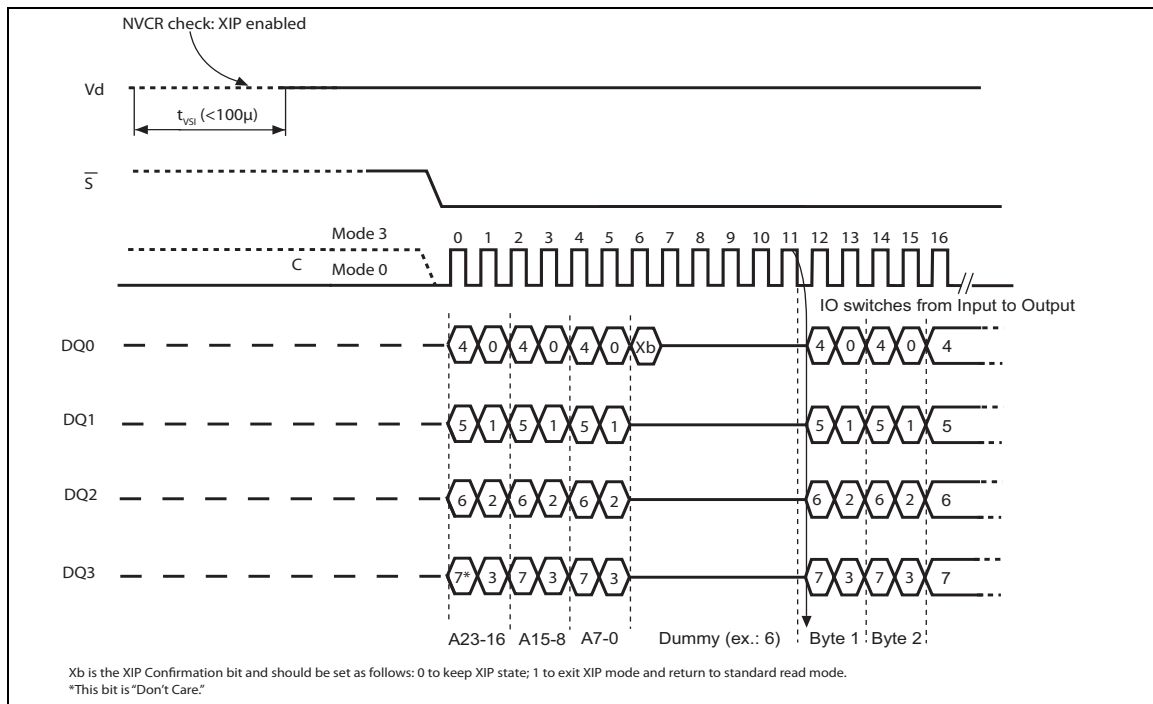 NVCR check: XIP enabled
Vd
tVSI (<100µ)
S
Mode 3
C
Mode 0
0 1 2 3 4 5 6 7 8 9 10 11 12 13 14 15 16
IO switches from Input to Output
DQ0 4 0 4 0 4 0 Xb 4 0 4 0 4
DQ1 5 1 5 1 5 1 5 1 5 1 5
DQ2 6 2 6 2 6 2 6 2 6 2 6
DQ3 7* 3 7 3 7 3 7 3 7 3 7
A23-16 A15-8 A7-0 Dummy (ex.: 6) Byte 1 Byte 2
Xb is the XIP Confirmation bit and should be set as follows: 0 to keep XIP state; 1 to exit XIP mode and return to standard read mode.
*This bit is “Don’t Care.”